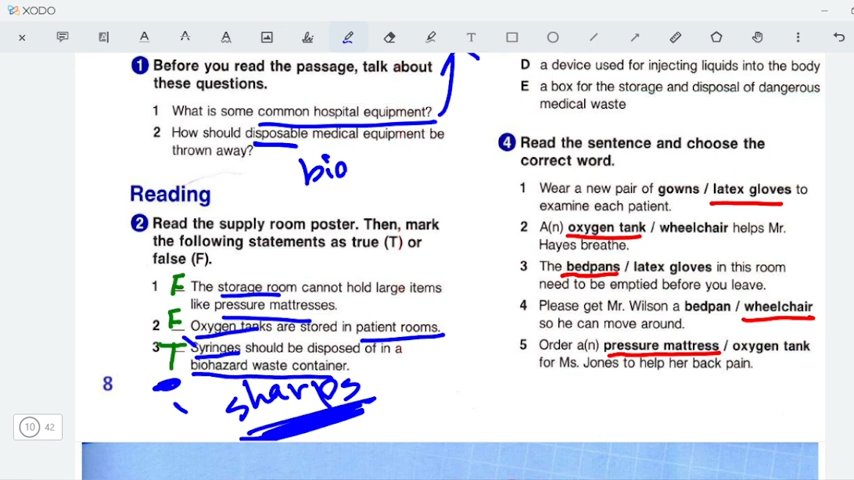 XODO
1 Before you read the passage, talk about
these questions.
1 What is some common hospital equipment?
2 How should disposable medical equipment be
thrown away?
bio
Reading
2 Read the supply room poster. Then, mark
the following statements as true (T) or
false (F).
1 F The storage room cannot hold large items
like pressure mattresses.
2 F Oxygen tanks are stored in patient rooms.
3 T Syringes should be disposed of in a
biohazard waste container.
8
sharps
10 42
D a device used for injecting liquids into the body
E a box for the storage and disposal of dangerous
medical waste
4 Read the sentence and choose the
correct word.
1 Wear a new pair of gowns / latex gloves to
examine each patient.
2 A(n) oxygen tank / wheelchair helps Mr.
Hayes breathe.
3 The bedpans / latex gloves in this room
need to be emptied before you leave.
4 Please get Mr. Wilson a bedpan / wheelchair
so he can move around.
5 Order a(n) pressure mattress / oxygen tank
for Ms. Jones to help her back pain.